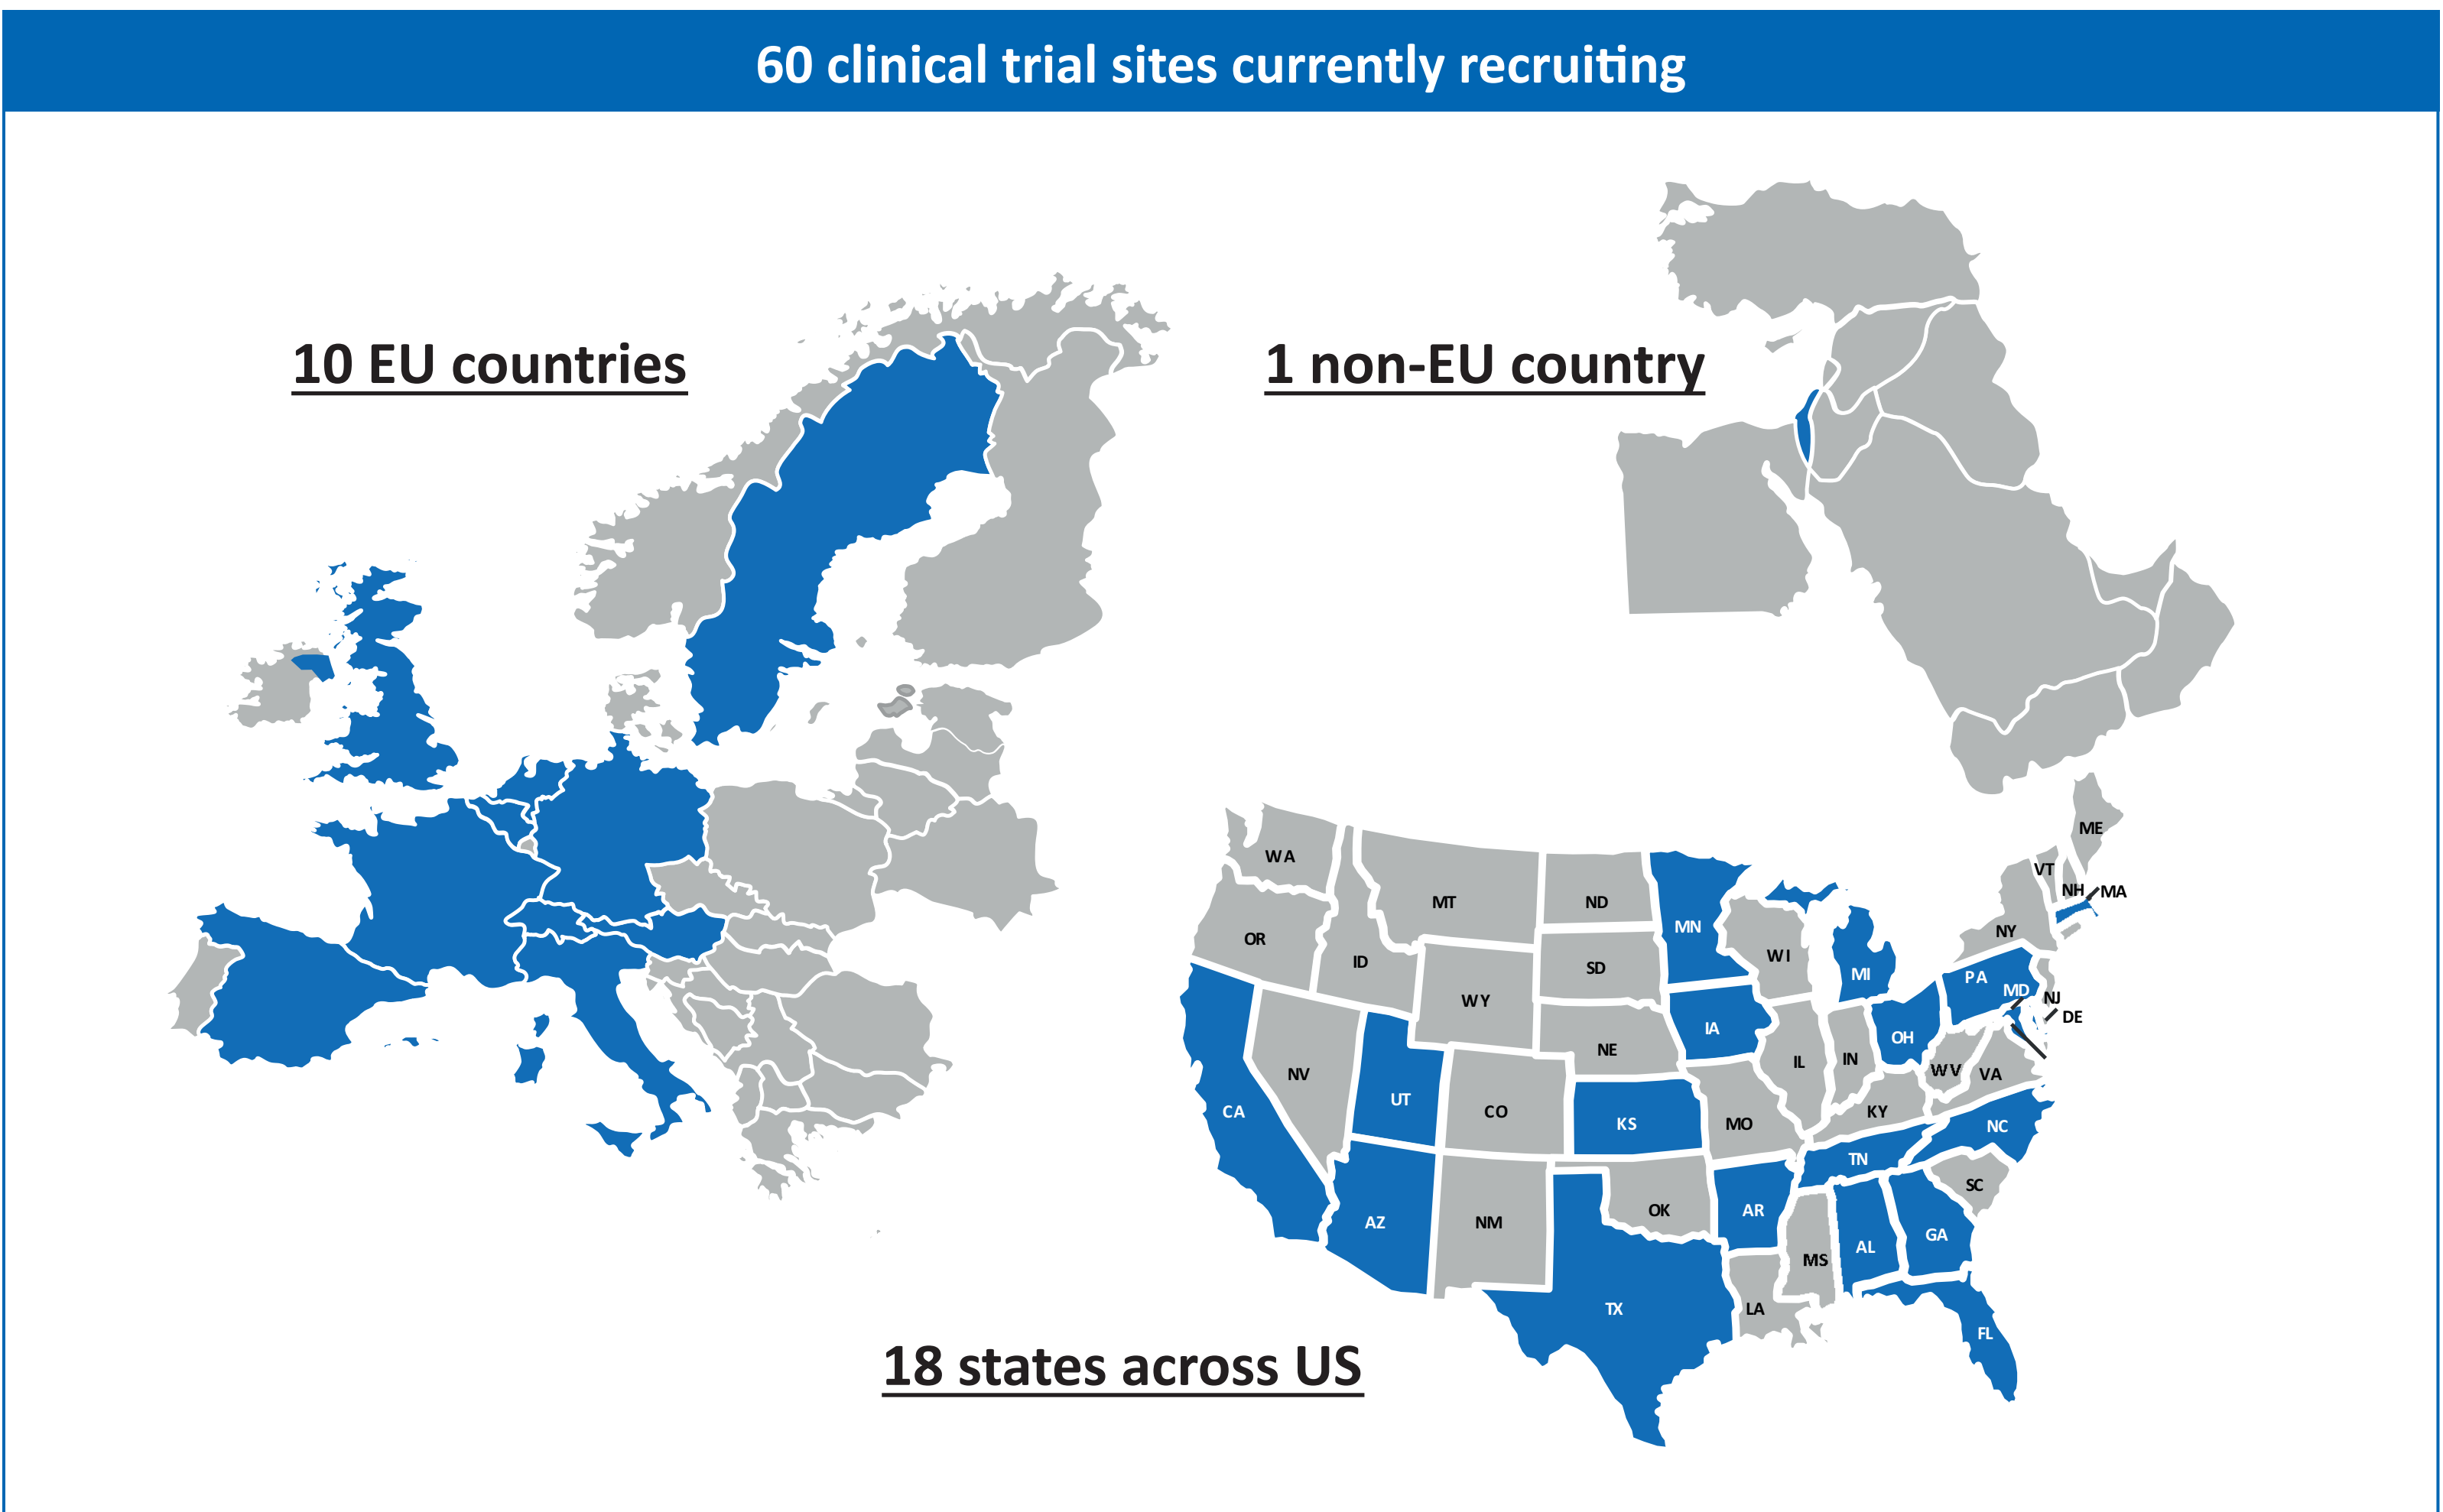 60 clinical trial sites currently recruiting
10 EU countries
1 non-EU country
ME
WA
VT
MT
ND
NH
MA
MN
OR
NY
WI
ID
SD
MI
PA
MD
NJ
WY
DE
IA
OH
NE
IL
IN
NV
WV
VA
UT
CA
CO
KY
KS
MO
NC
TN
SC
OK
AR
AZ
NM
GA
AL
MS
TX
LA
FL
18 states across US